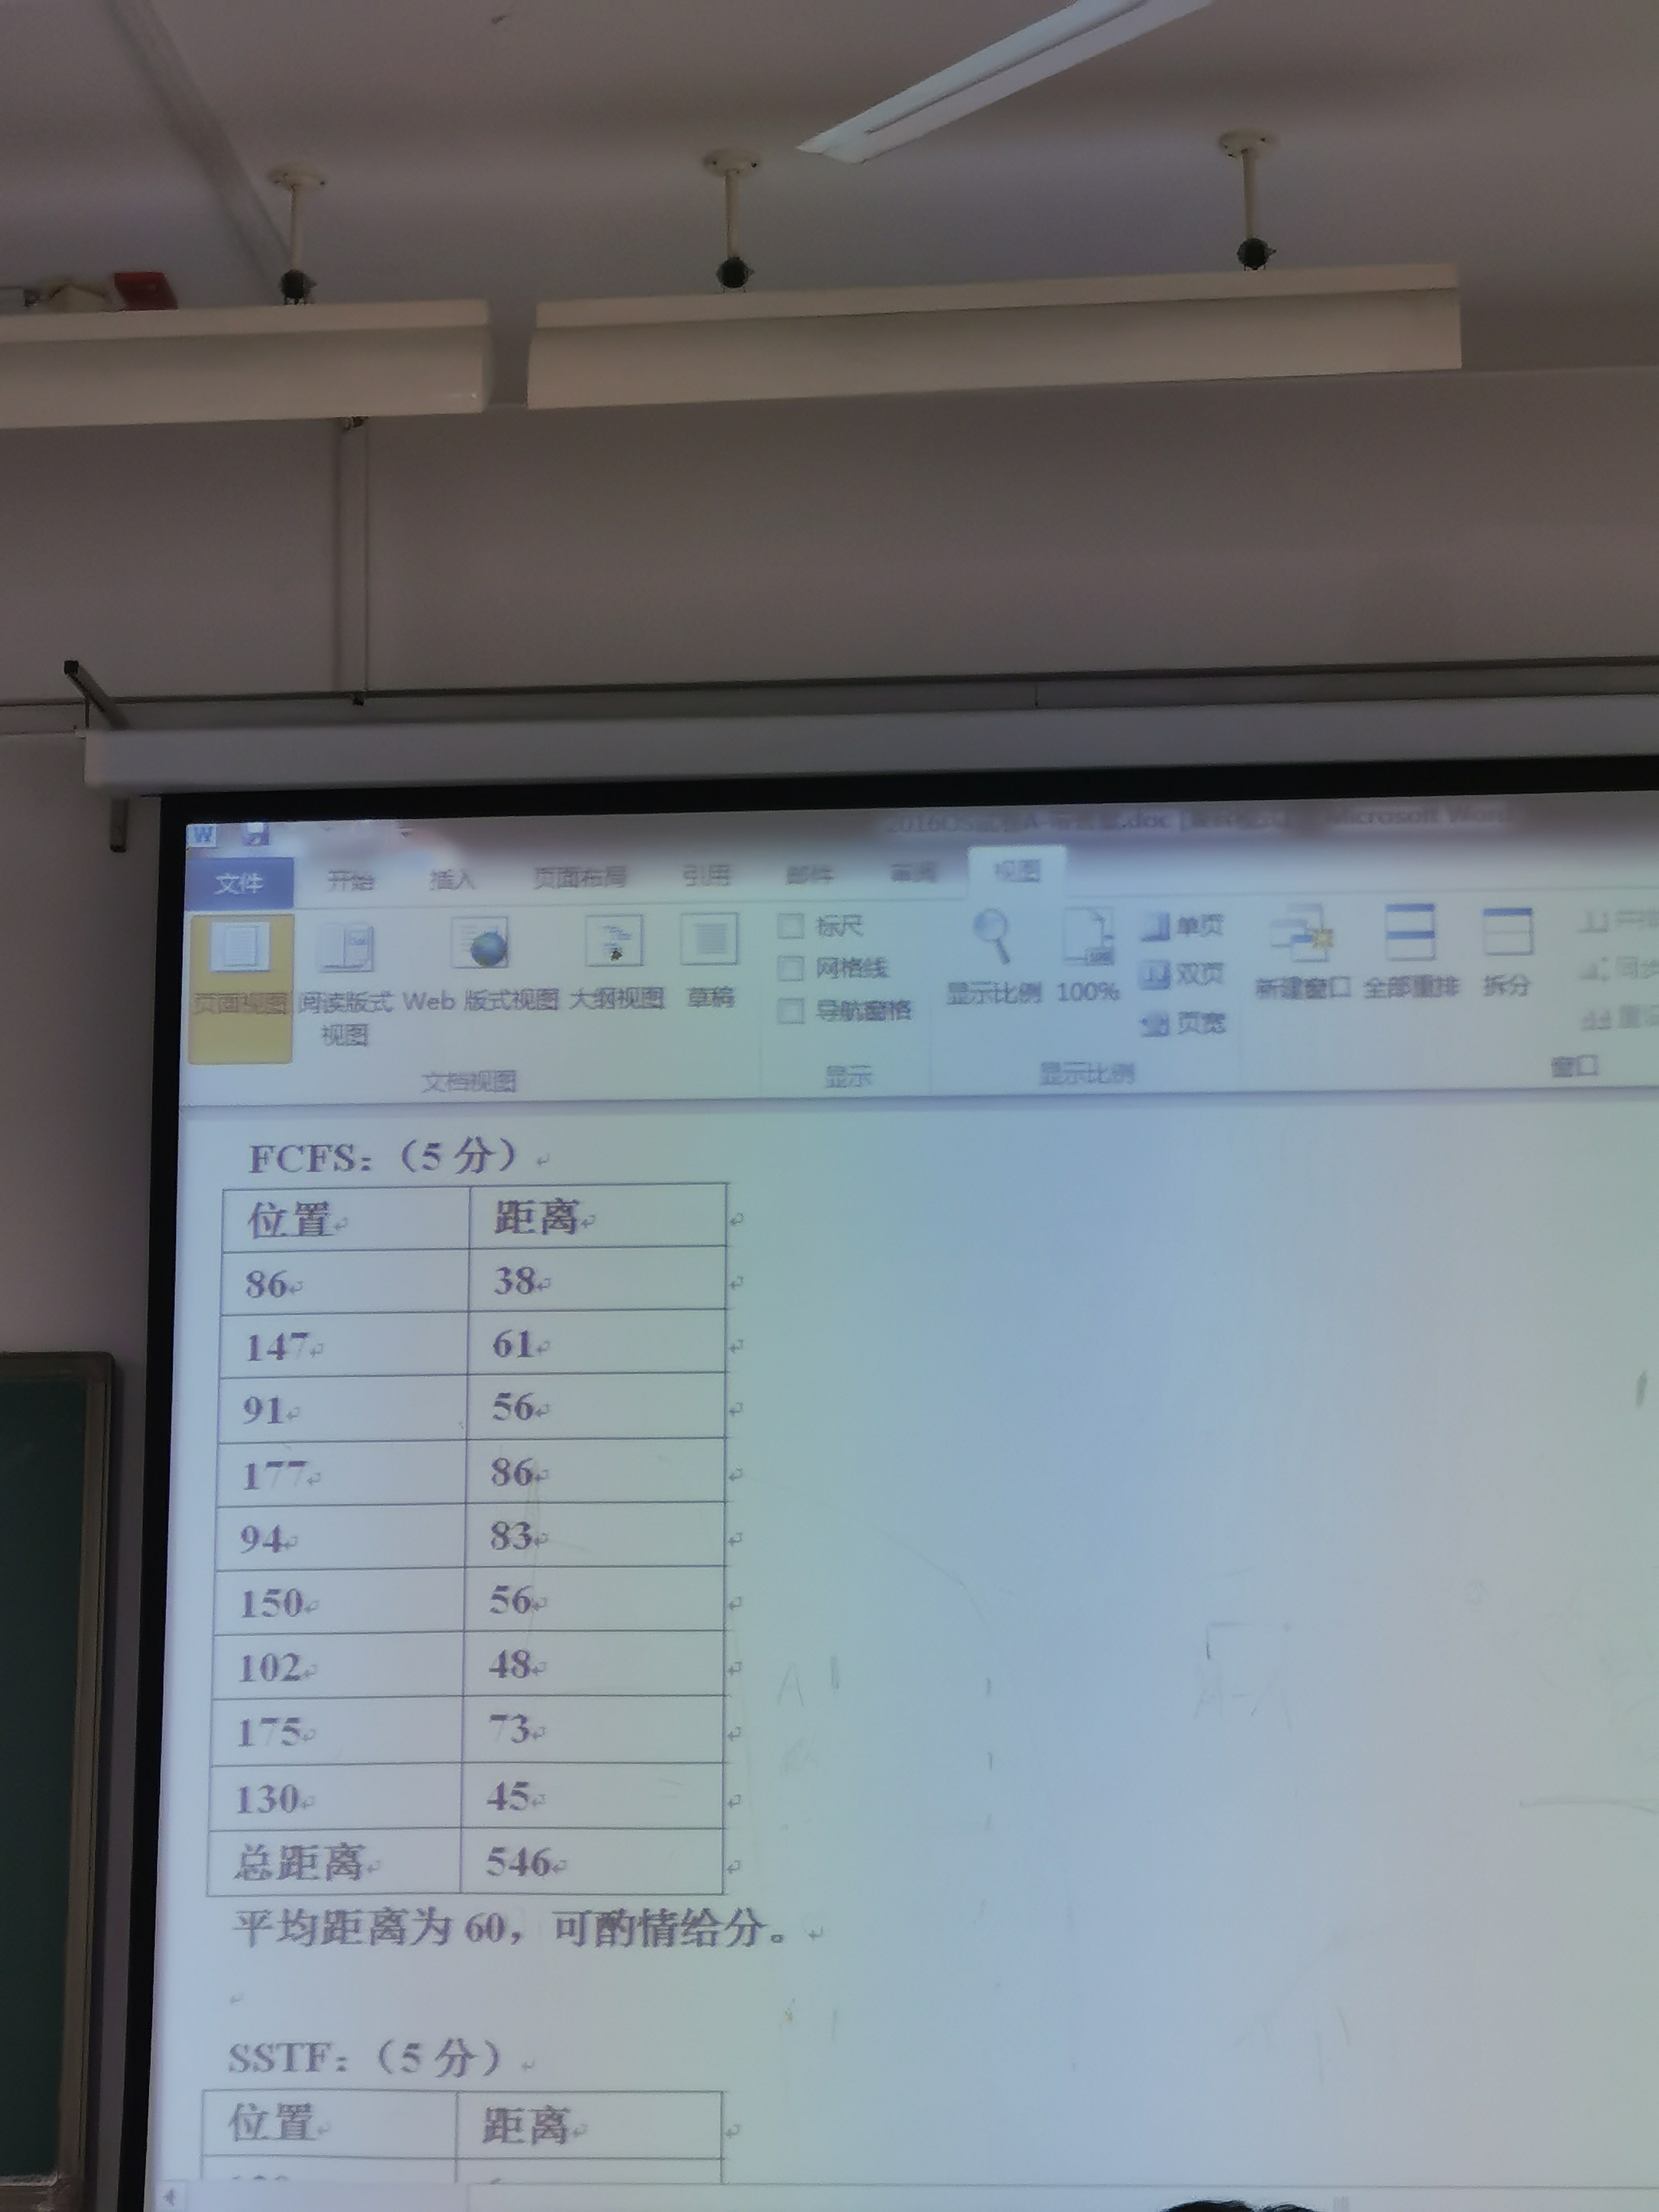 文件 开始 插入 页面布局 引用 邮件 审阅 视图
页面视图 阅读版式视图 Web 版式视图 大纲视图 草稿
标尺
网格线
导航窗格
显示比例 100%
单页
双页
页宽
新建窗口 全部重排 拆分
文档视图 显示 显示比例 窗口
FCFS:（5 分）
位置 距离
86 38
147 61
91 56
177 86
94 83
150 56
102 48
175 73
130 45
总距离 546
平均距离为 60，可酌情给分。
SSTF:（5 分）
位置 距离